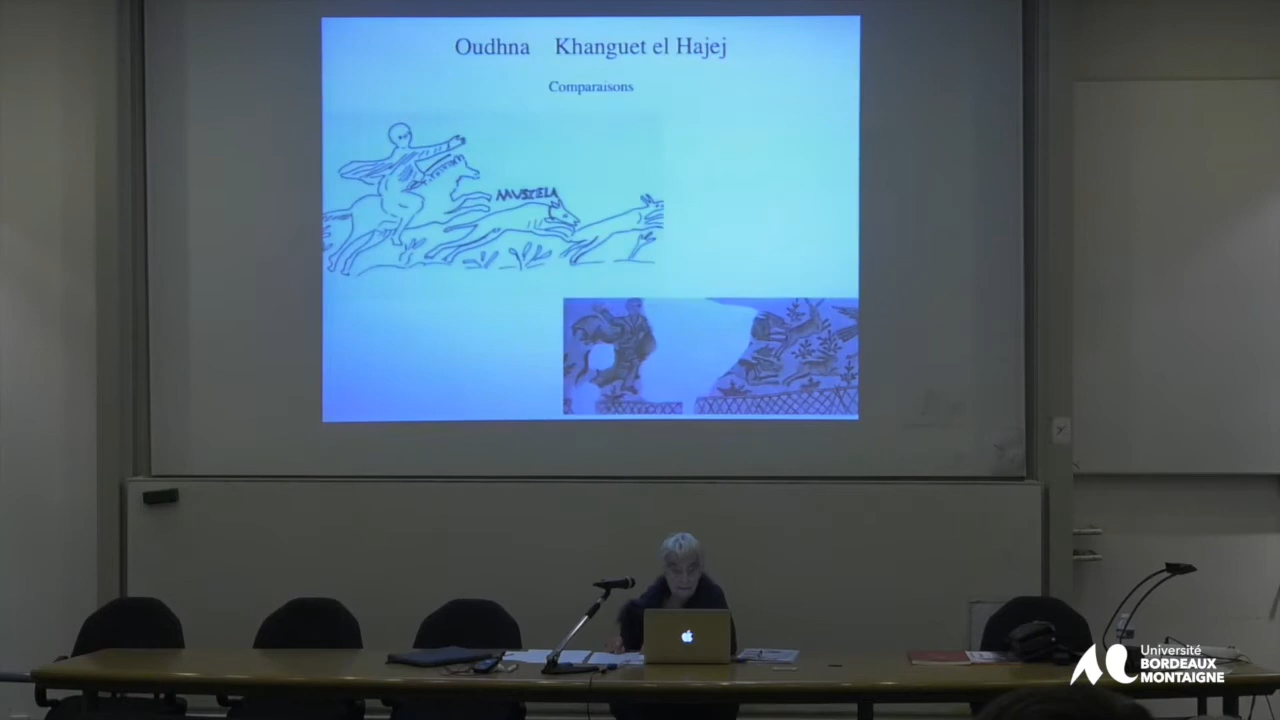 Oudhna Khanguet el Hajej
Comparaisons
MUSTELA
Université
BORDEAUX
MONTAIGNE